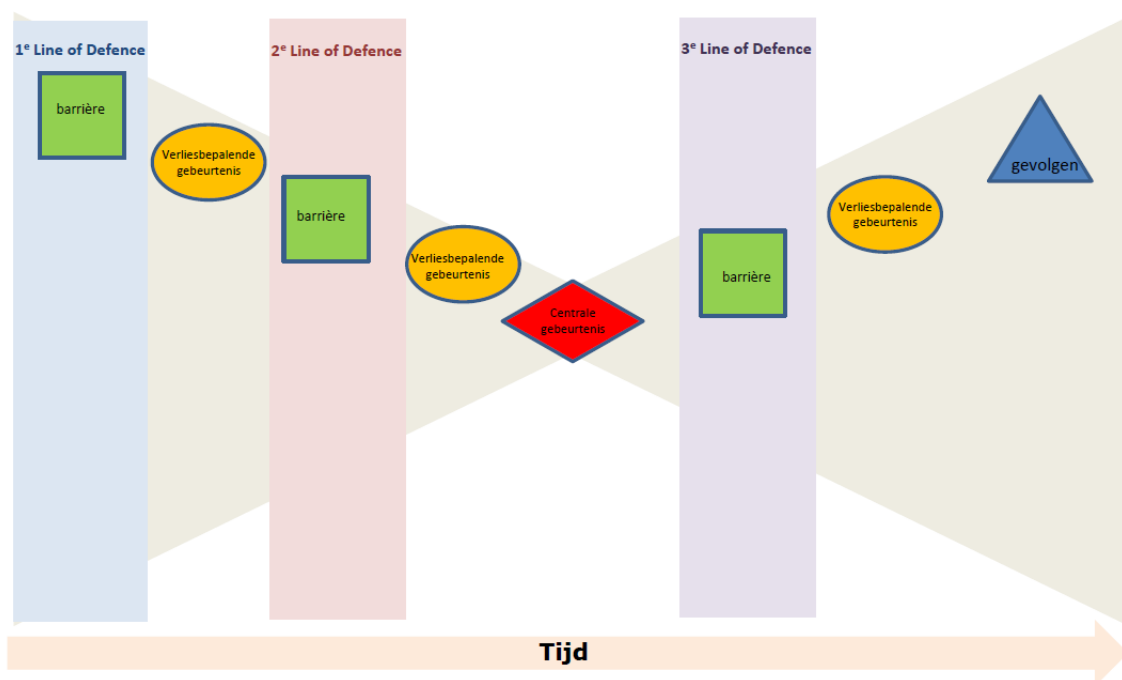 1e Line of Defence
barrière
Verliesbepalende
gebeurtenis
2e Line of Defence
barrière
Verliesbepalende
gebeurtenis
Centrale
gebeurtenis
3e Line of Defence
barrière
Verliesbepalende
gebeurtenis
gevolgen
Tijd